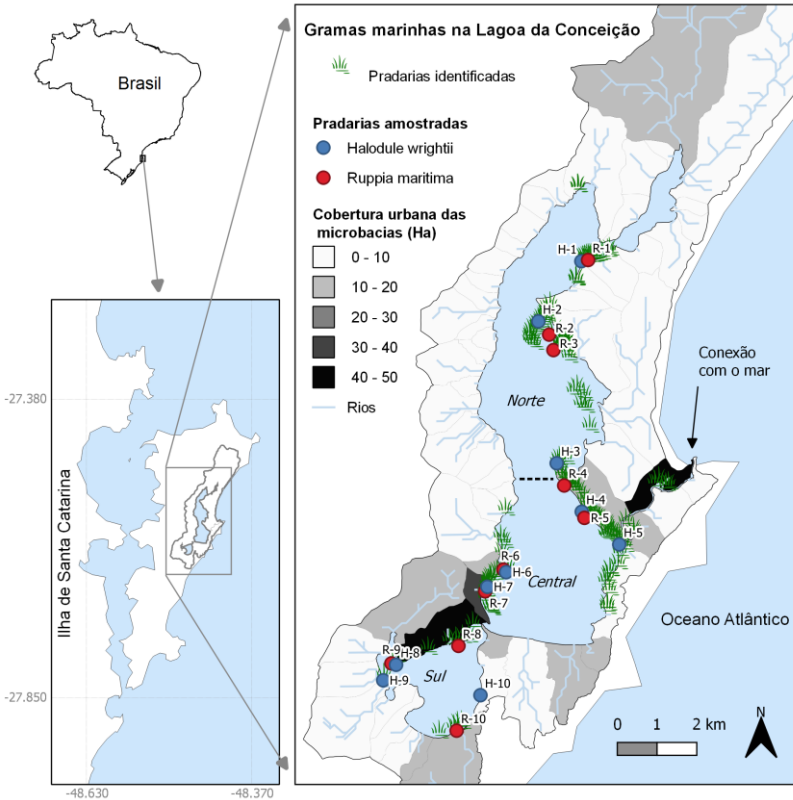 Brasil
Gramas marinhas na Lagoa da Conceição
Pradarias identificadas
Pradarias amostradas
Halodule wrightii
Ruppia maritima
Cobertura urbana das
microbacias (Ha)
0 - 10
10 - 20
20 - 30
30 - 40
40 - 50
Rios
H-1
R-1
H-2
R-2
R-3
Conexão
com o mar
Norte
H-3
R-4
H-4
R-5
H-5
R-6
H-6
H-7
R-7
Central
R-8
R-9
H-8
H-9
Sul
H-10
R-10
Oceano Atlântico
0 1 2 km
N
-27.380
-27.850
Ilha de Santa Catarina
-48.630
-48.370